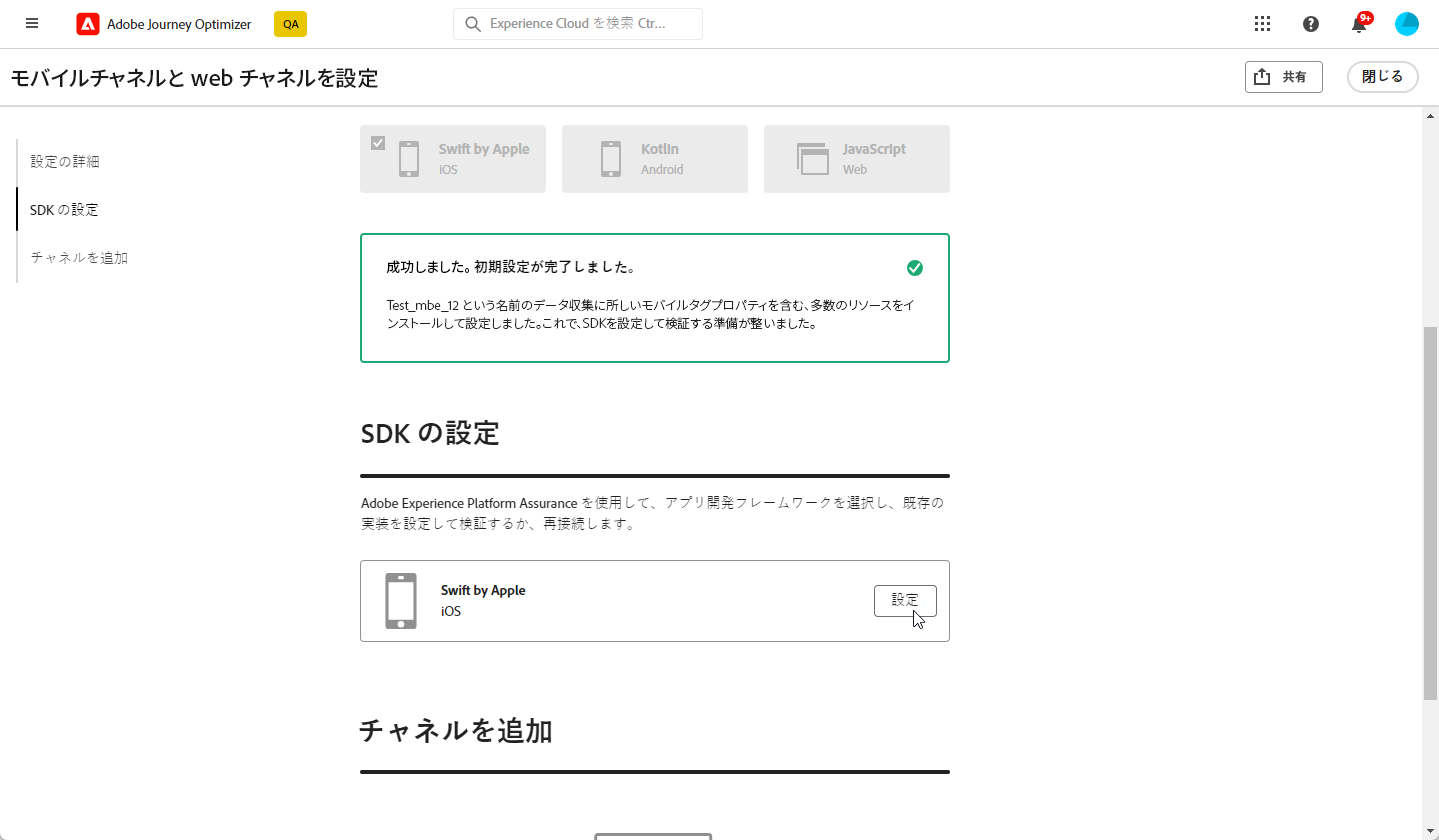 Adobe Journey Optimizer QA Experience Cloud を検索 Ctr... 9+
モバイルチャネルと web チャネルを設定 共有 閉じる
設定の詳細
SDK の設定
チャネルを追加
Swift by Apple
iOS
Kotlin
Android
JavaScript
Web
成功しました。初期設定が完了しました。
Test_mbe_12 という名前のデータ収集に所しいモバイルタグプロパティを含む、多数のリソースをイ
ンストールして設定しました。これで、SDKを設定して検証する準備が整いました。
SDK の設定
Adobe Experience Platform Assurance を使用して、アプリ開発フレームワークを選択し、既存の
実装を設定して検証するか、再接続します。
Swift by Apple
iOS
設定
チャネルを追加